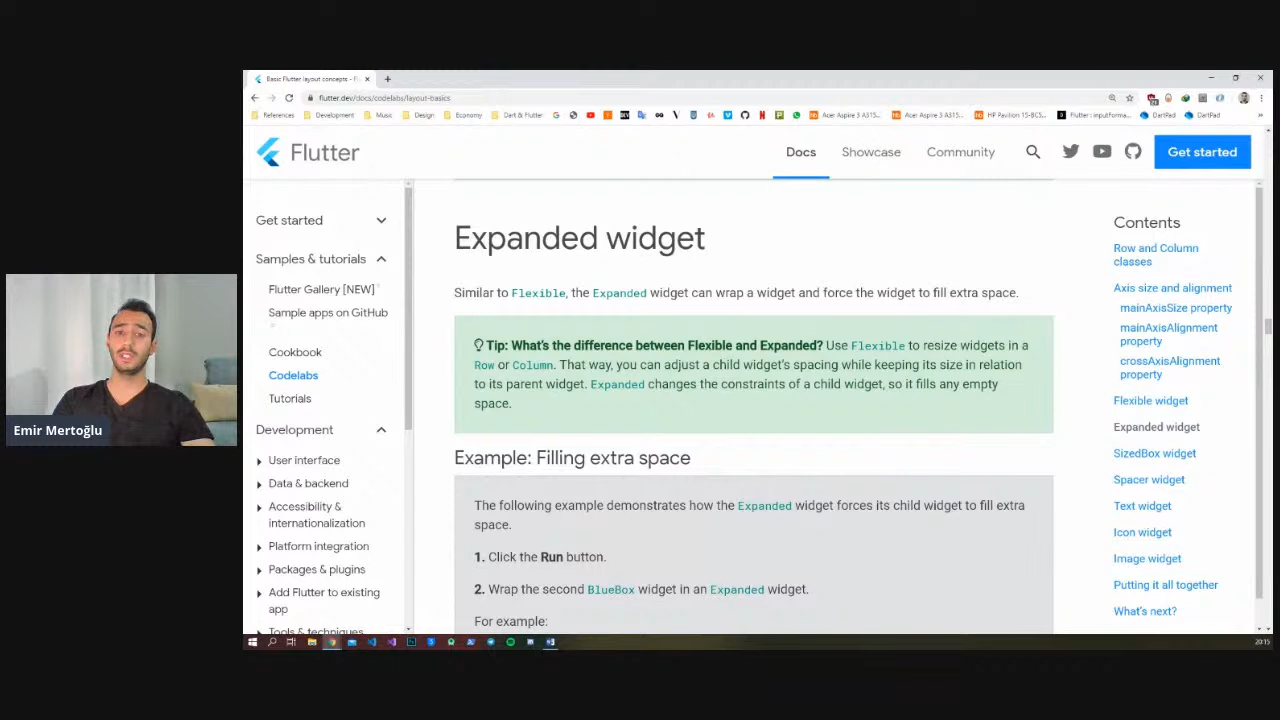 Basic Flutter layout concepts - Fl
flutter.dev/docs/codelabs/layout-basics
References Development Music Design Economy Dart & Flutter Acer Aspire 3 A315... Acer Aspire 3 A315... HP Pavilion 15-BC5... Flutter : inputForma... DartPad DartPad
Flutter
Docs Showcase Community Get started
Get started
Samples & tutorials
Flutter Gallery [NEW]
Sample apps on GitHub
Cookbook
Codelabs
Tutorials
Development
User interface
Data & backend
Accessibility &
internationalization
Platform integration
Packages & plugins
Add Flutter to existing
app
Tools & techniques
Expanded widget
Similar to Flexible, the Expanded widget can wrap a widget and force the widget to fill extra space.
Tip: What's the difference between Flexible and Expanded? Use Flexible to resize widgets in a
Row or Column. That way, you can adjust a child widget's spacing while keeping its size in relation
to its parent widget. Expanded changes the constraints of a child widget, so it fills any empty
space.
Example: Filling extra space
The following example demonstrates how the Expanded widget forces its child widget to fill extra
space.
1. Click the Run button.
2. Wrap the second BlueBox widget in an Expanded widget.
For example:
Contents
Row and Column
classes
Axis size and alignment
mainAxisSize property
mainAxisAlignment
property
crossAxisAlignment
property
Flexible widget
Expanded widget
SizedBox widget
Spacer widget
Text widget
Icon widget
Image widget
Putting it all together
What's next?
Emir Mertoğlu
20:15